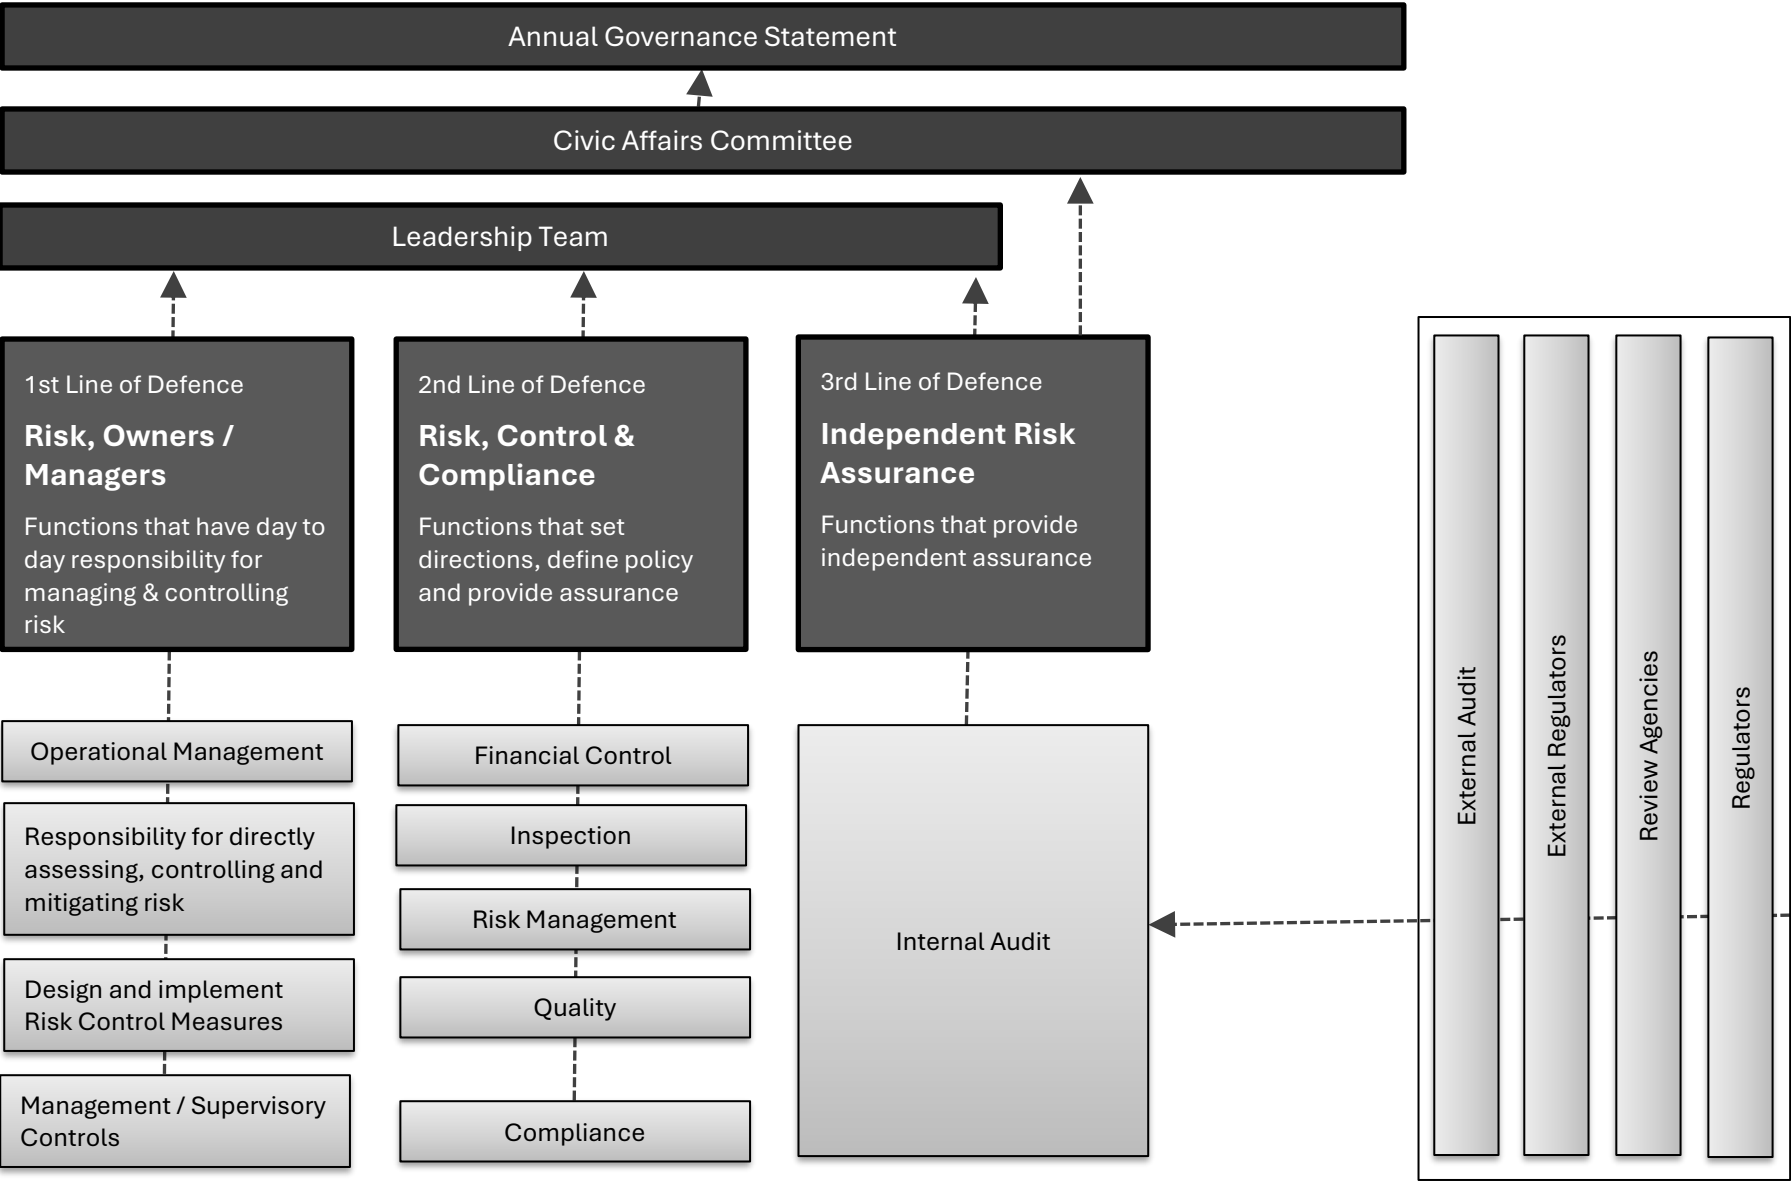 Annual Governance Statement
Civic Affairs Committee
Leadership Team
1st Line of Defence
Risk, Owners /
Managers
Functions that have day to
day responsibility for
managing & controlling
risk
2nd Line of Defence
Risk, Control &
Compliance
Functions that set
directions, define policy
and provide assurance
3rd Line of Defence
Independent Risk
Assurance
Functions that provide
independent assurance
Operational Management
Responsibility for directly
assessing, controlling and
mitigating risk
Design and implement
Risk Control Measures
Management / Supervisory
Controls
Financial Control
Inspection
Risk Management
Quality
Compliance
Internal Audit
External Audit
External Regulators
Review Agencies
Regulators